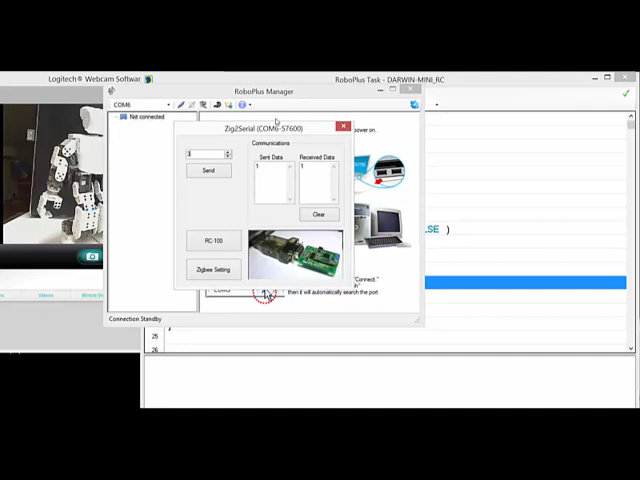 Logitech® Webcam Softwar
RoboPlus Task - DARWIN-MINI_RC
RoboPlus Manager
COM6
Not connected
power on.
Zig2Serial (COM6-57600)
Communications
Sent Data
Received Data
1
1
Send
Clear
LSE )
RC-100
Zigbee Setting
"Connect."
then it will automatically search the port.
Videos
Connection Standby
25
26